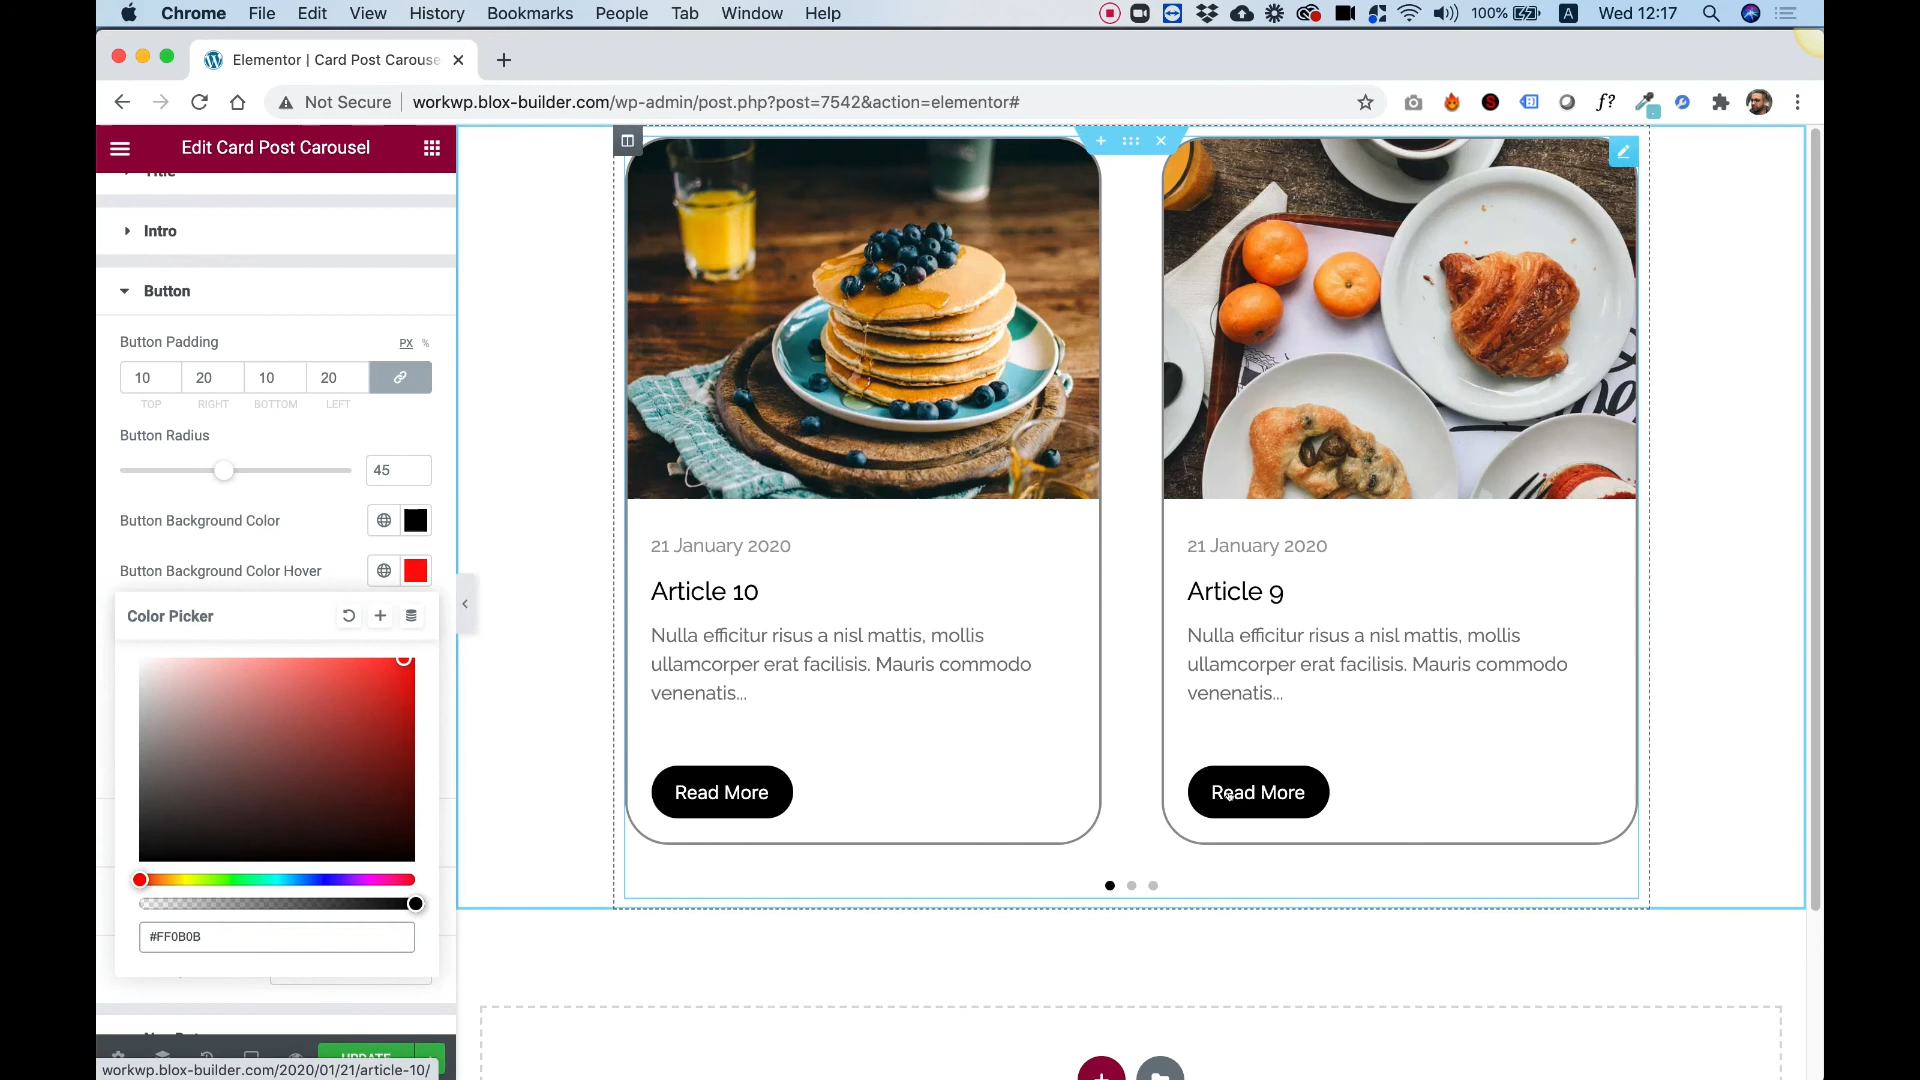 Chrome File Edit View History Bookmarks People Tab Window Help 100% A Wed 12:17
Elementor | Card Post Carouse
Not Secure workwp.blox-builder.com/wp-admin/post.php?post=7542&action=elementor# f?
Edit Card Post Carousel
Title
Intro
Button
Button Padding PX %
10 20 10 20
TOP RIGHT BOTTOM LEFT
Button Radius
45
Button Background Color
Button Background Color Hover
Color Picker
#FF0B0B
UPDATE
workwp.blox-builder.com/2020/01/21/article-10/
21 January 2020
Article 10
Nulla efficitur risus a nisl mattis, mollis
ullamcorper erat facilisis. Mauris commodo
venenatis...
Read More
21 January 2020
Article 9
Nulla efficitur risus a nisl mattis, mollis
ullamcorper erat facilisis. Mauris commodo
venenatis...
Read More